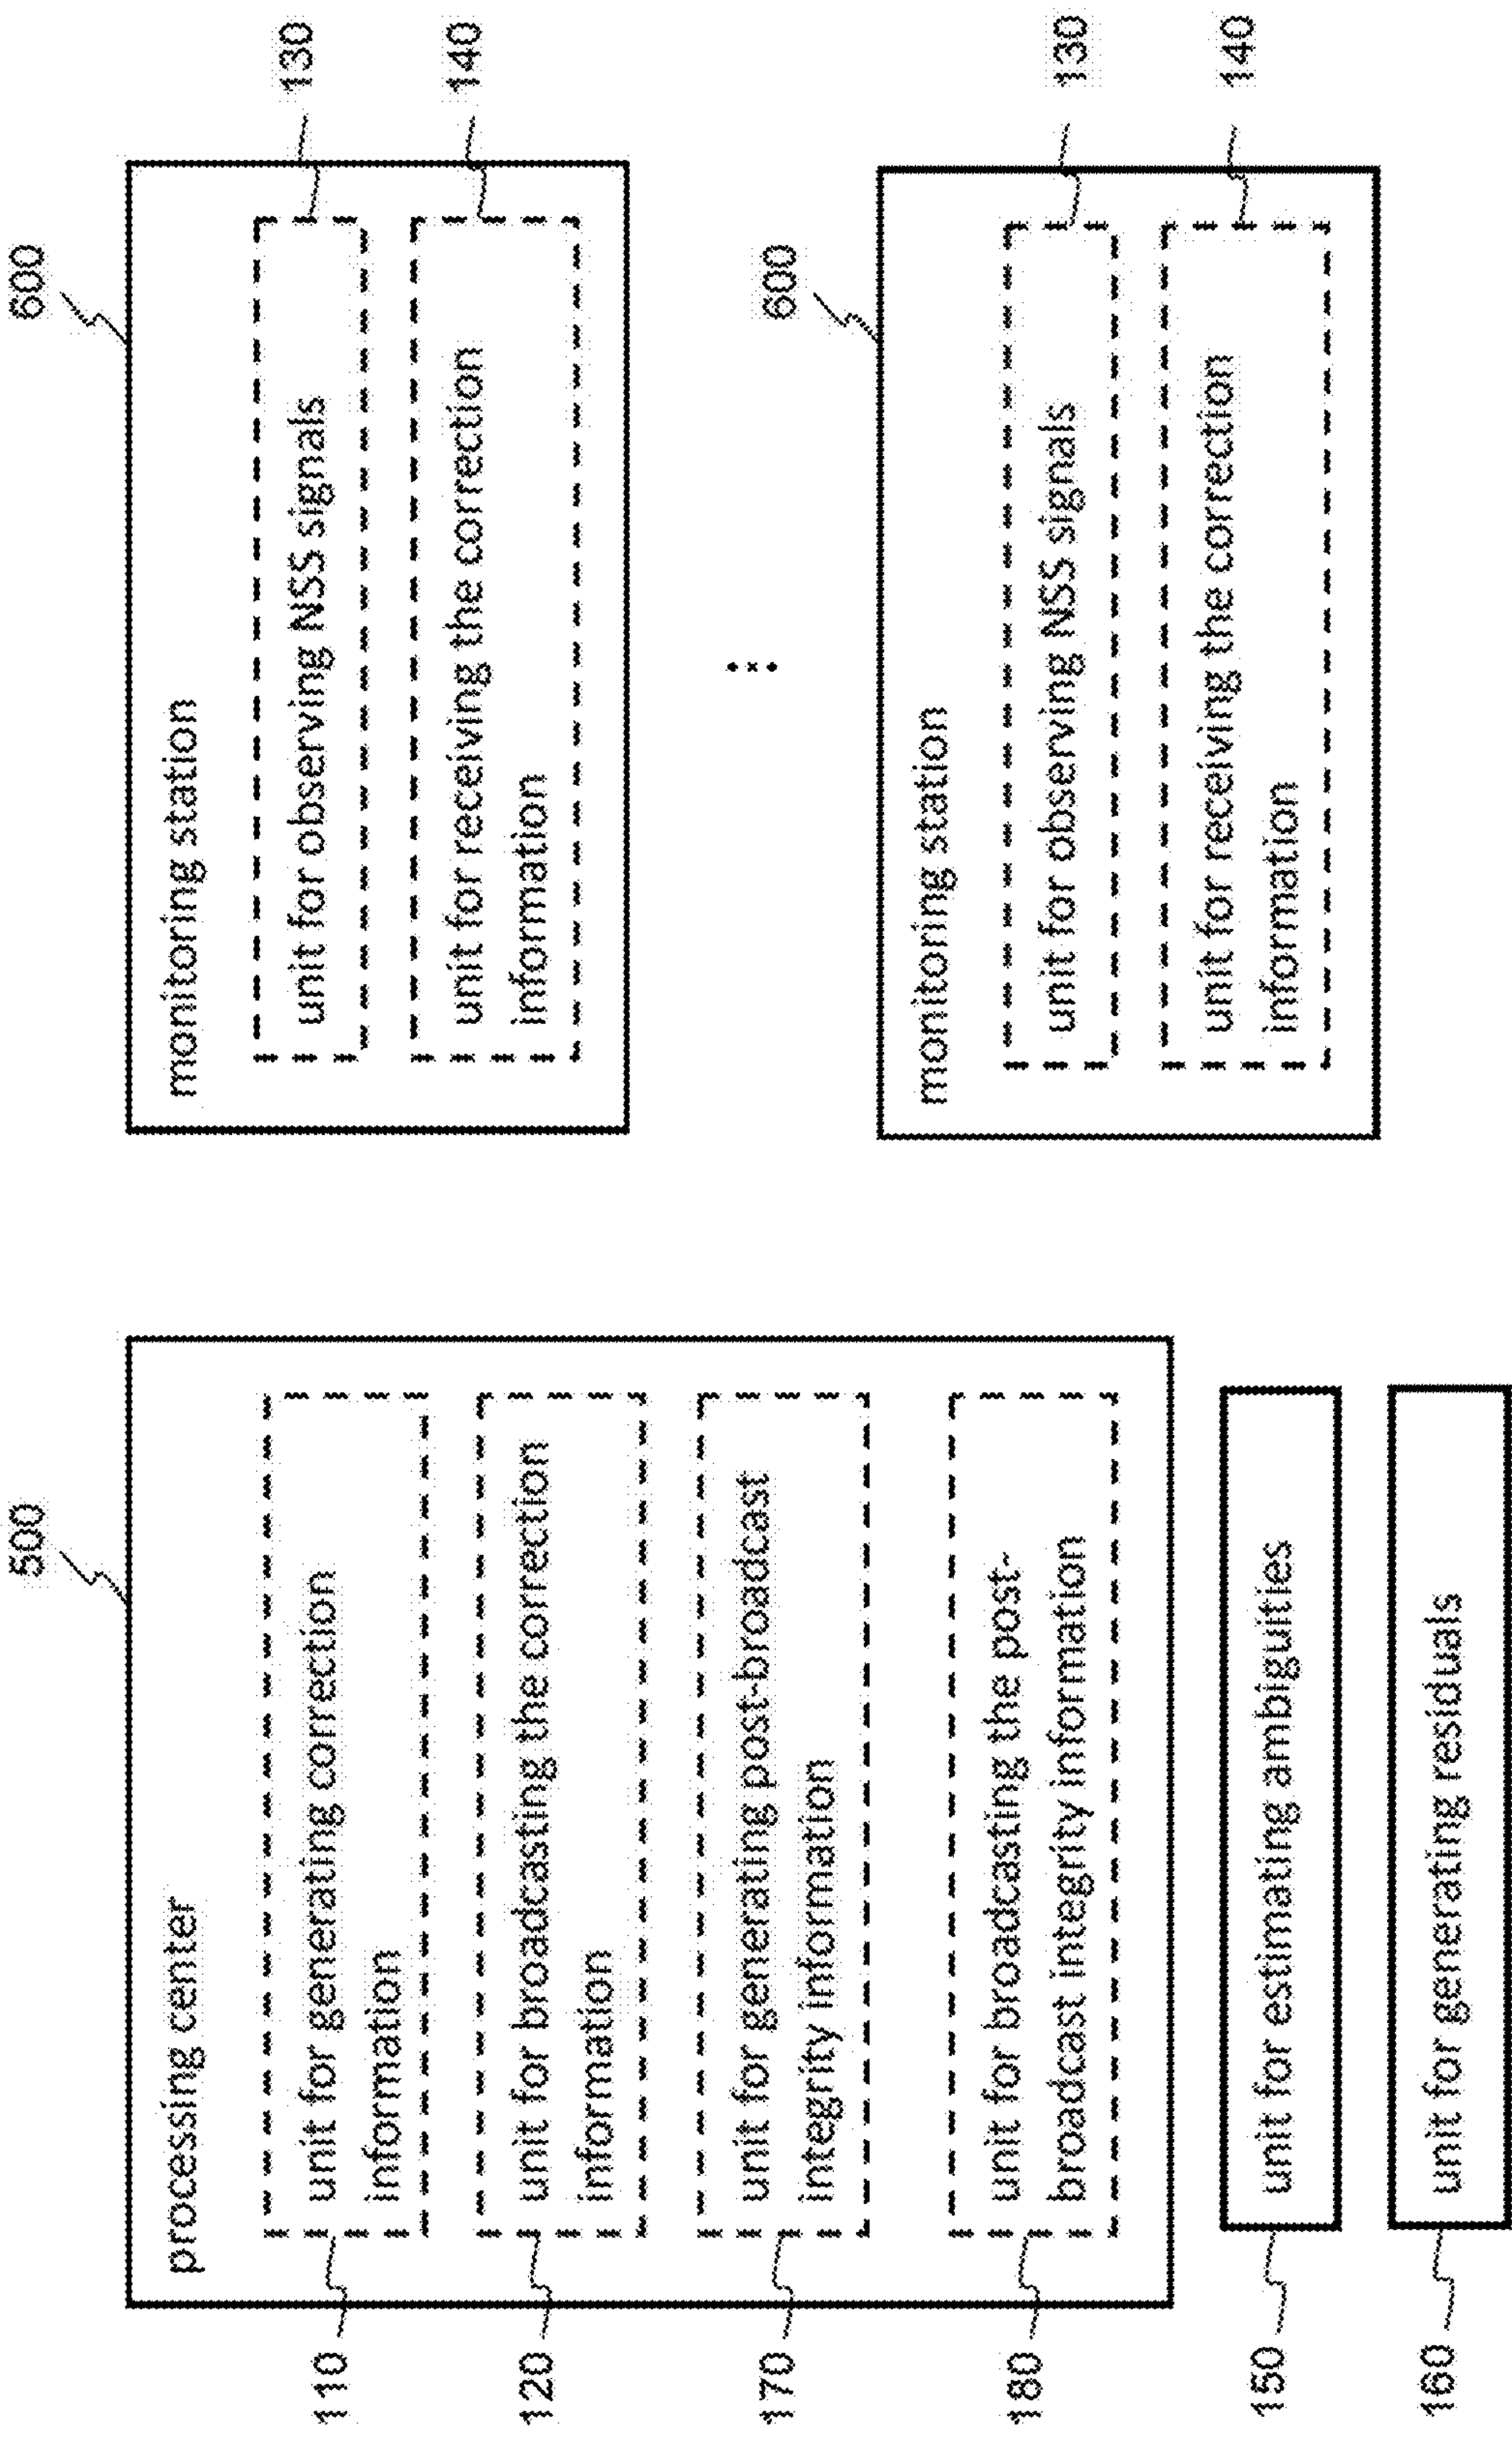 500
processing center
110
unit for generating correction
information
120
unit for broadcasting the correction
information
170
unit for generating post-broadcast
integrity information
180
unit for broadcasting the post-
broadcast integrity information
150
unit for estimating ambiguities
160
unit for generating residuals
600
monitoring station
unit for observing NSS signals
130
unit for receiving the correction
information
140
600
monitoring station
unit for observing NSS signals
130
unit for receiving the correction
information
140